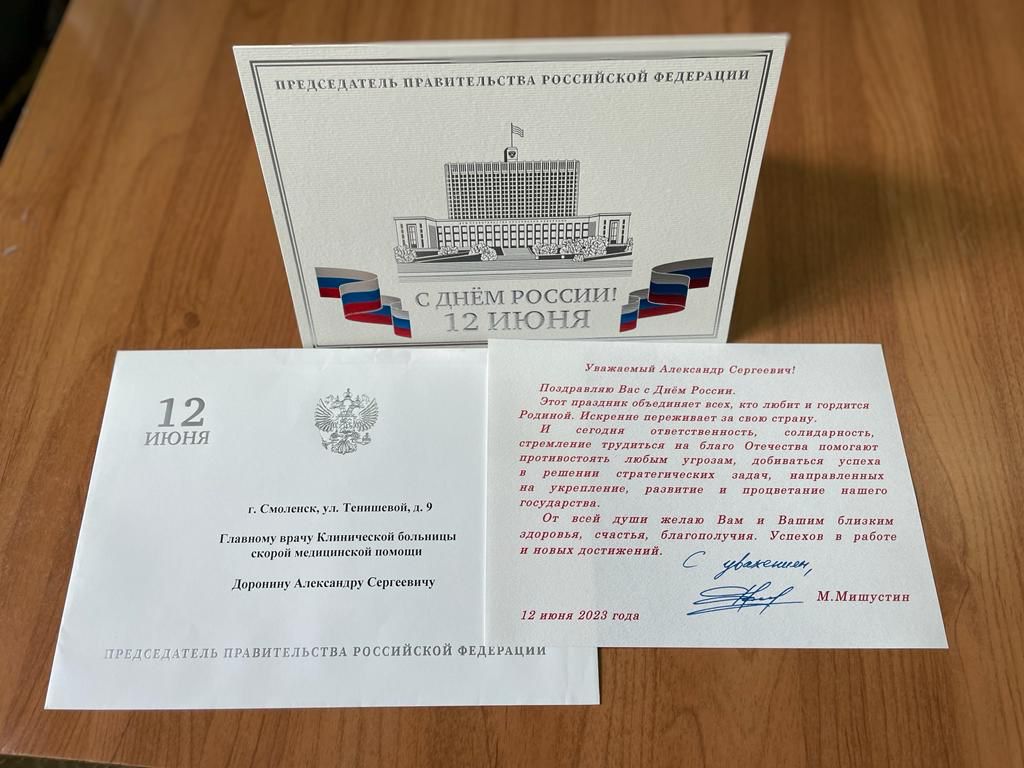 ПРЕДСЕДАТЕЛЬ ПРАВИТЕЛЬСТВА РОССИЙСКОЙ ФЕДЕРАЦИИ
С ДНЁМ РОССИИ!
12 ИЮНЯ
12
ИЮНЯ
г. Смоленск, ул. Тенишевой, д. 9
Главному врачу Клинической больницы
скорой медицинской помощи
Доронину Александру Сергеевичу
ПРЕДСЕДАТЕЛЬ ПРАВИТЕЛЬСТВА РОССИЙСКОЙ ФЕДЕРАЦИИ
Уважаемый Александр Сергеевич!
Поздравляю Вас с Днём России.
Этот праздник объединяет всех, кто любит и гордится
Родиной. Искренне переживает за свою страну.
И сегодня ответственность, солидарность,
стремление трудиться на благо Отечества помогают
противостоять любым угрозам, добиваться успеха
в решении стратегических задач, направленных
на укрепление, развитие и процветание нашего
государства.
От всей души желаю Вам и Вашим близким
здоровья, счастья, благополучия. Успехов в работе
и новых достижений.
С уважением,
М.Мишустин
12 июня 2023 года